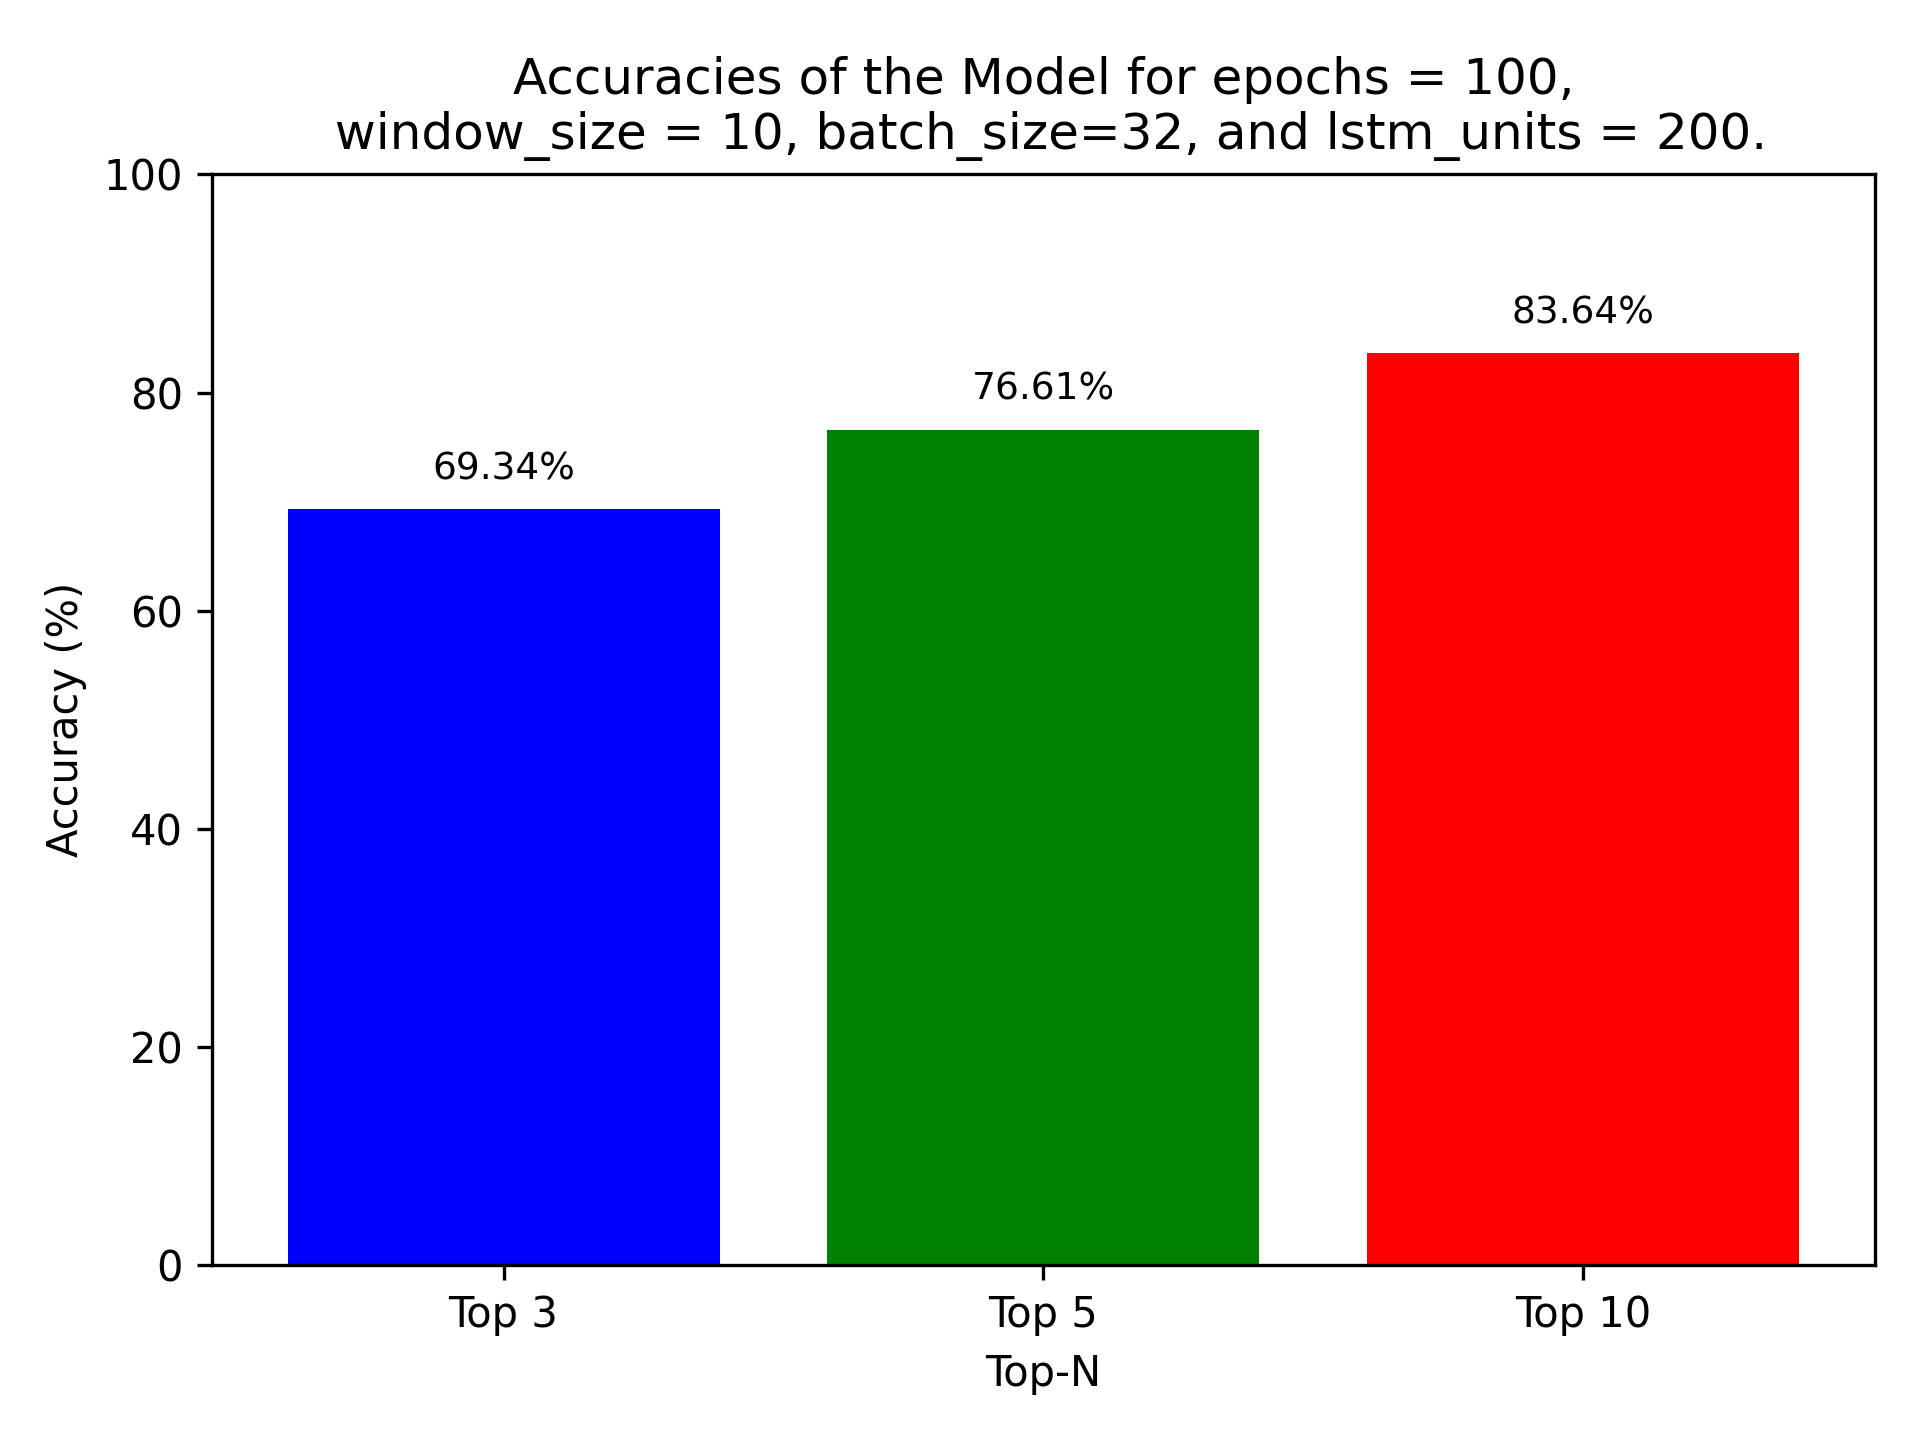 Accuracies of the Model for epochs = 100,
window_size = 10, batch_size=32, and lstm_units = 200.
100
80
60
40
20
0
Accuracy (%)
69.34%
76.61%
83.64%
Top 3
Top 5
Top 10
Top-N